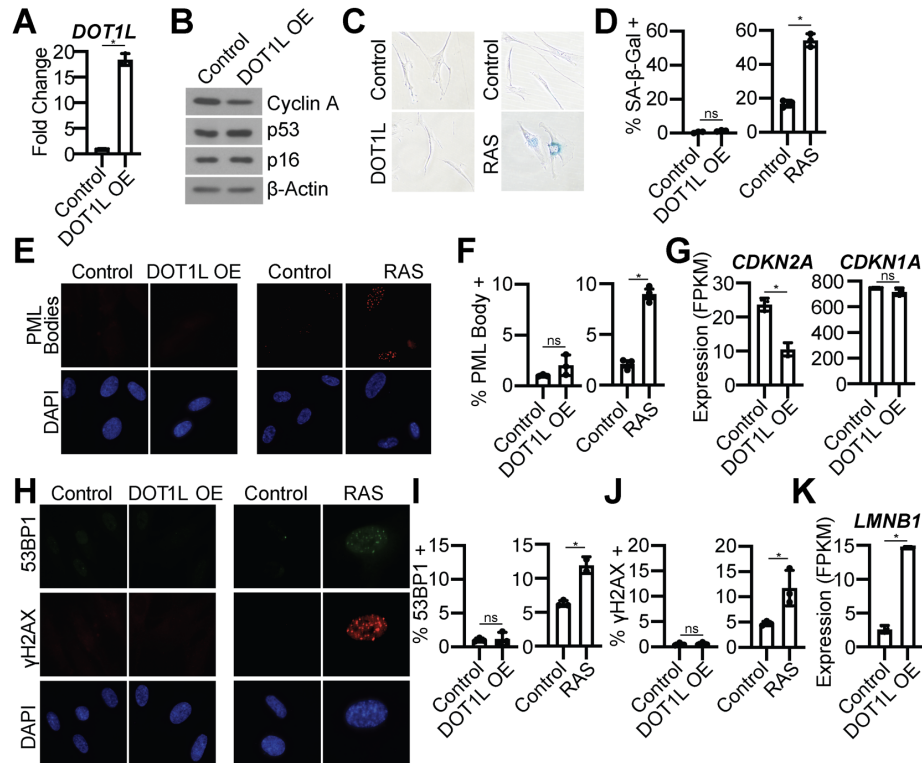 A
DOT1L
Fold Change
20
15
10
5
0
*
Control
DOT1L OE
B
Control
DOT1L OE
Cyclin A
p53
p16
β-Actin
C
Control
Control
DOT1L
RAS
D
% SA-β-Gal +
60
40
20
0
ns
Control
DOT1L OE
60
40
20
0
*
Control
RAS
E
Control DOT1L OE Control RAS
PML
Bodies
DAPI
F
% PML Body +
10
5
0
ns
Control
DOT1L OE
10
5
0
*
Control
RAS
G
CDKN2A
Expression (FPKM)
30
20
10
0
*
Control
DOT1L OE
CDKN1A
800
600
400
200
0
ns
Control
DOT1L OE
H
Control DOT1L OE Control RAS
53BP1
γH2AX
DAPI
I
% 53BP1 +
15
10
5
0
ns
Control
DOT1L OE
15
10
5
0
*
Control
RAS
J
% γH2AX +
20
15
10
5
0
ns
Control
DOT1L OE
20
15
10
5
0
*
Control
RAS
K
LMNB1
Expression (FPKM)
15
10
5
0
*
Control
DOT1L OE